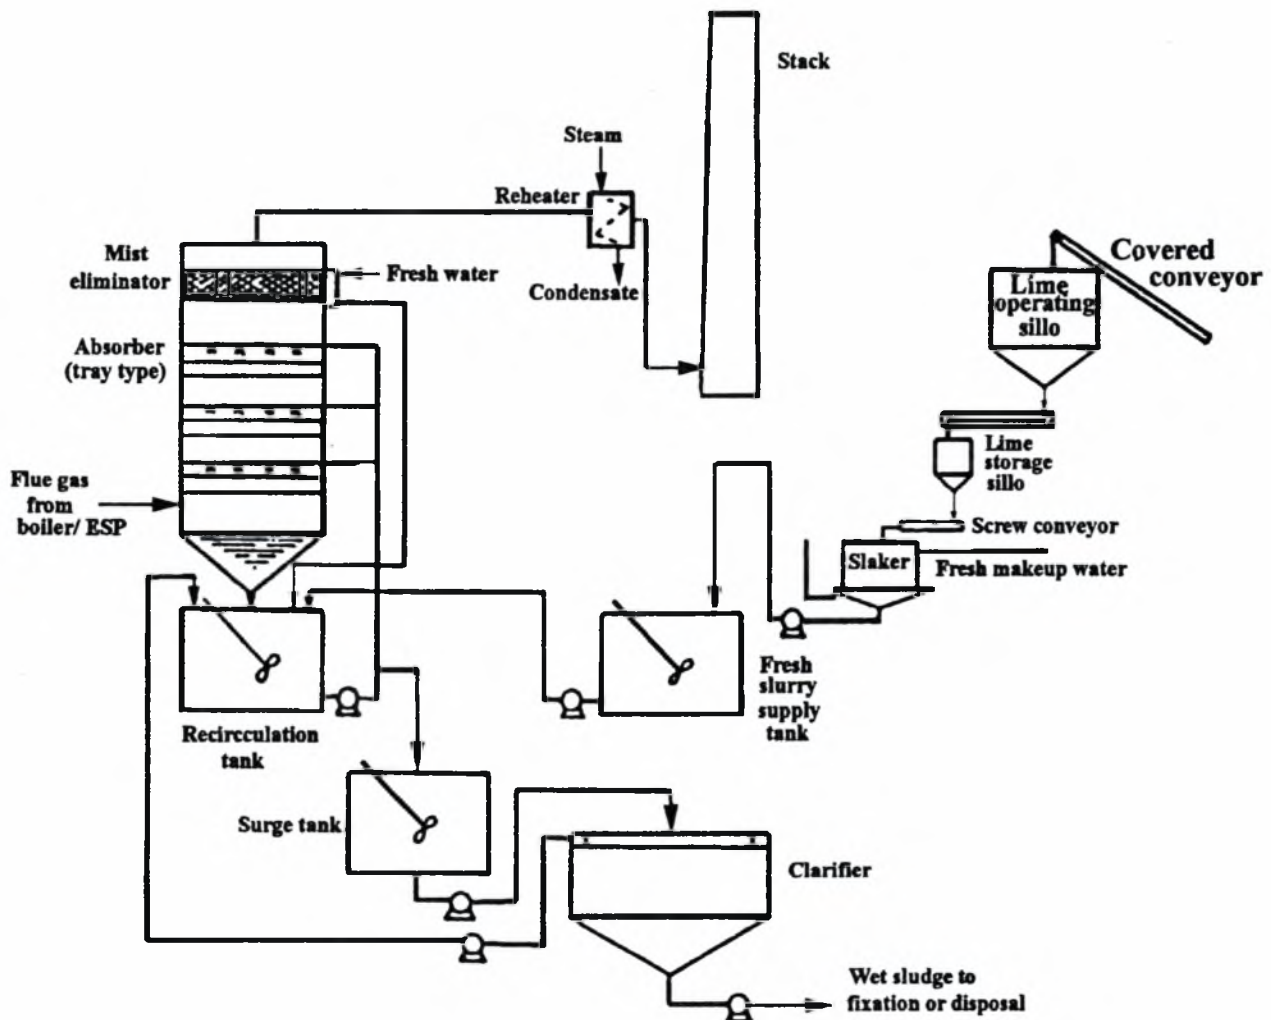 Stack
Steam
Reheater
Condensate
Mist
eliminator
Fresh water
Absorber
(tray type)
Flue gas
from
boiler/ ESP
Covered
conveyor
Lime
operating
sillo
Lime
storage
sillo
Screw conveyor
Slaker
Fresh makeup water
Fresh
slurry
supply
tank
Recircculation
tank
Surge tank
Clarifier
Wet sludge to
fixation or disposal